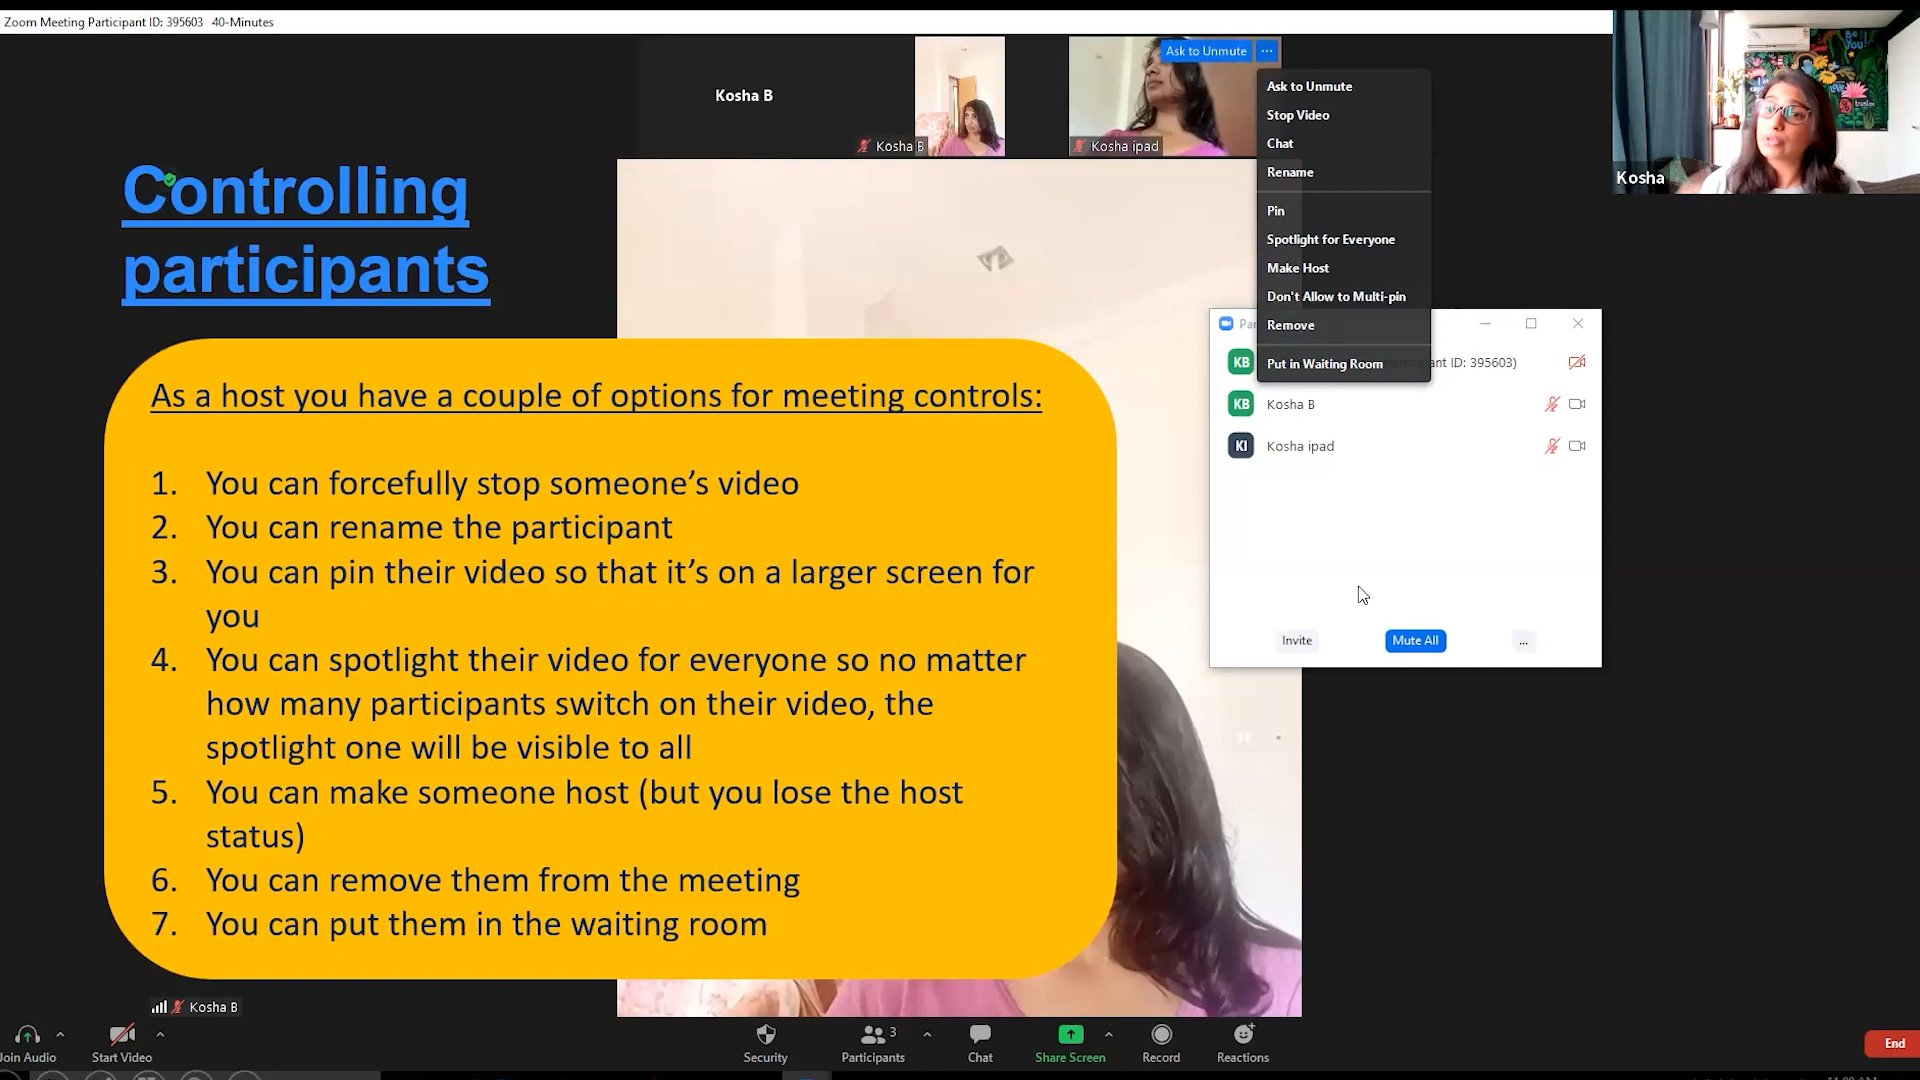 Zoom Meeting Participant ID: 395603 40-Minutes
Kosha B
Kosha B
Kosha ipad
Ask to Unmute
...
Ask to Unmute
Stop Video
Chat
Rename
Pin
Spotlight for Everyone
Make Host
Don't Allow to Multi-pin
Remove
Put in Waiting Room
Be
You!
Kosha
Controlling
participants
As a host you have a couple of options for meeting controls:
1. You can forcefully stop someone’s video
2. You can rename the participant
3. You can pin their video so that it’s on a larger screen for
you
4. You can spotlight their video for everyone so no matter
how many participants switch on their video, the
spotlight one will be visible to all
5. You can make someone host (but you lose the host
status)
6. You can remove them from the meeting
7. You can put them in the waiting room
KB ID: 395603)
KB Kosha B
KI Kosha ipad
Invite
Mute All
...
Kosha B
Join Audio
Start Video
Security
Participants 3
Chat
Share Screen
Record
Reactions
End